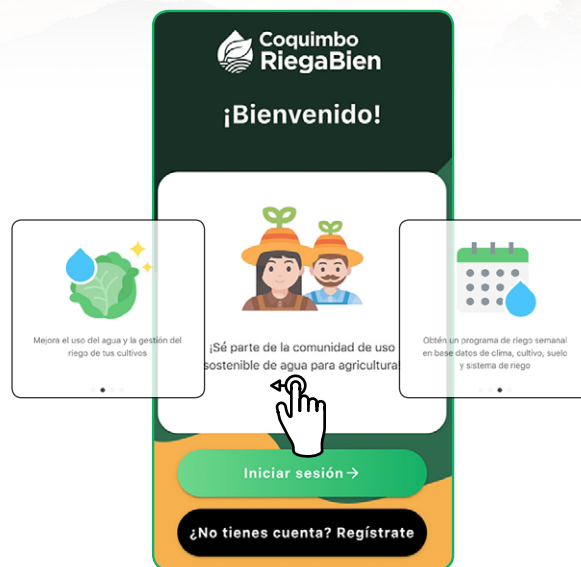 Coquimbo
RiegaBien
¡Bienvenido!
Mejora el uso del agua y la gestión del
riego de tus cultivos
¡Sé parte de la comunidad de uso
sostenible de agua para agricultura!
Obtén un programa de riego semanal
en base datos de clima, cultivo, suelo
y sistema de riego
Iniciar sesión→
¿No tienes cuenta? Regístrate